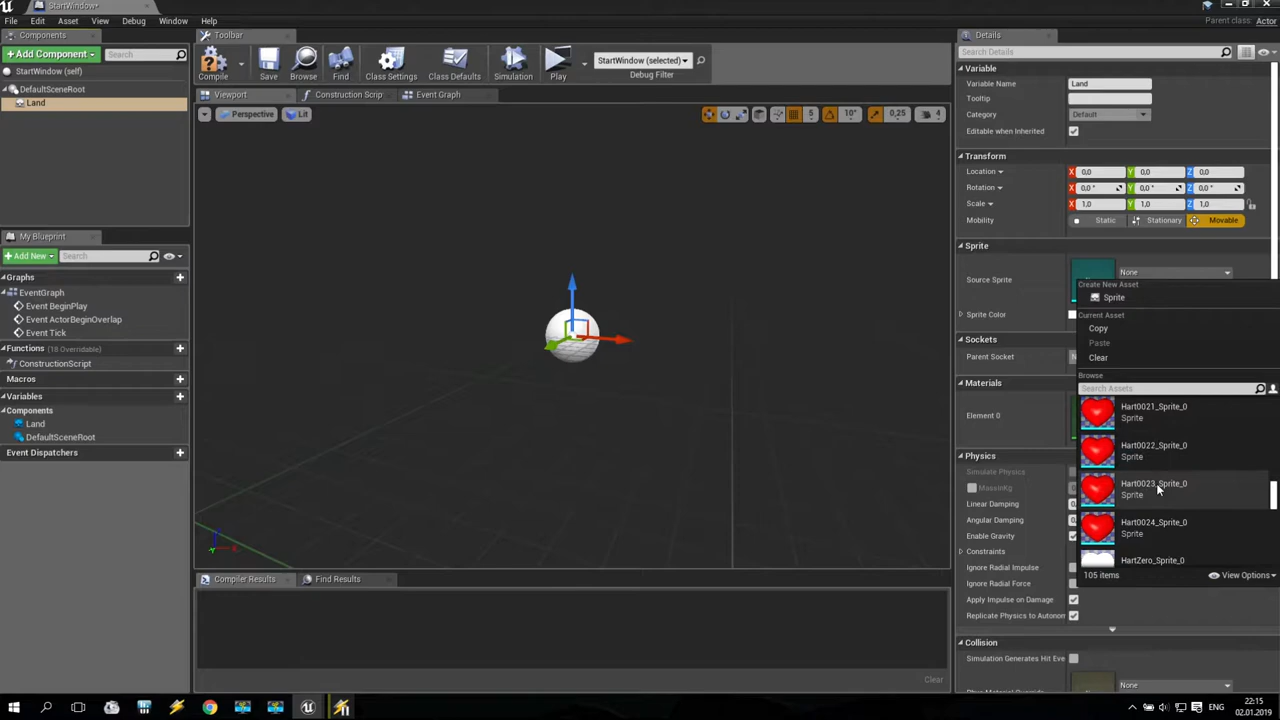 StartWindow*
File Edit Asset View Debug Window Help
Parent class: Actor
Components
+Add Component
Search
StartWindow (self)
DefaultSceneRoot
Land
Toolbar
Compile Save Browse Find Class Settings Class Defaults Simulation Play
StartWindow (selected)
Debug Filter
Viewport Construction Scrip Event Graph
Perspective Lit
5 10° 0,25 4
My Blueprint
+Add New Search
Graphs
EventGraph
Event BeginPlay
Event ActorBeginOverlap
Event Tick
Functions (18 Overridable)
ConstructionScript
Macros
Variables
Components
Land
DefaultSceneRoot
Event Dispatchers
Compiler Results Find Results
Clear
Details
Search Details
Variable
Variable Name Land
Tooltip
Category Default
Editable when Inherited
Transform
Location X 0,0 Y 0,0 Z 0,0
Rotation X 0,0 ° Y 0,0 ° Z 0,0 °
Scale X 1,0 Y 1,0 Z 1,0
Mobility Static Stationary Movable
Sprite
Source Sprite None
Sprite Color
Sockets
Parent Socket
Materials
Element 0
Physics
Simulate Physics
MassInKg
Linear Damping
Angular Damping
Enable Gravity
Constraints
Ignore Radial Impulse
Ignore Radial Force
Apply Impulse on Damage
Replicate Physics to Autonom
Collision
Simulation Generates Hit Eve
None
Create New Asset
Sprite
Current Asset
Copy
Paste
Clear
Browse
Search Assets
Hart0021_Sprite_0
Sprite
Hart0022_Sprite_0
Sprite
Hart0023_Sprite_0
Sprite
Hart0024_Sprite_0
Sprite
HartZero_Sprite_0
105 items View Options
ENG
22:15
02.01.2019